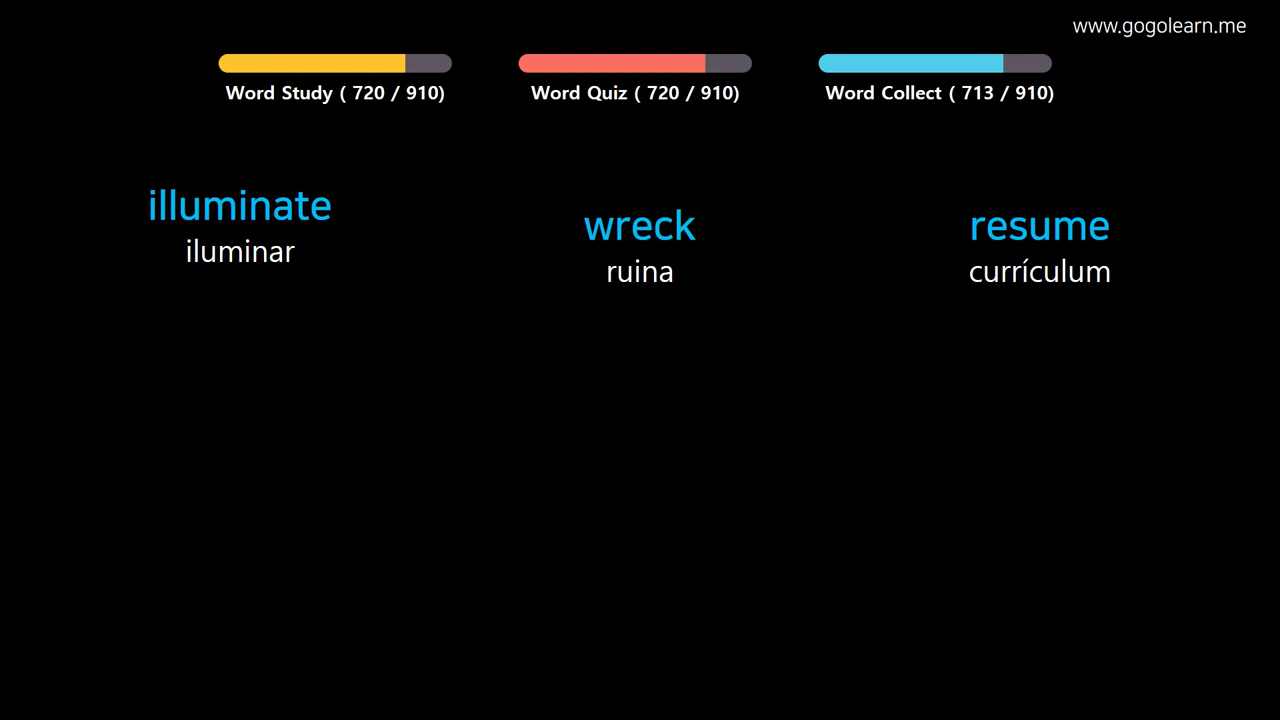 www.gogolearn.me
Word Study ( 720 / 910)
Word Quiz ( 720 / 910)
Word Collect ( 713 / 910)
illuminate
iluminar
wreck
ruina
resume
currículum